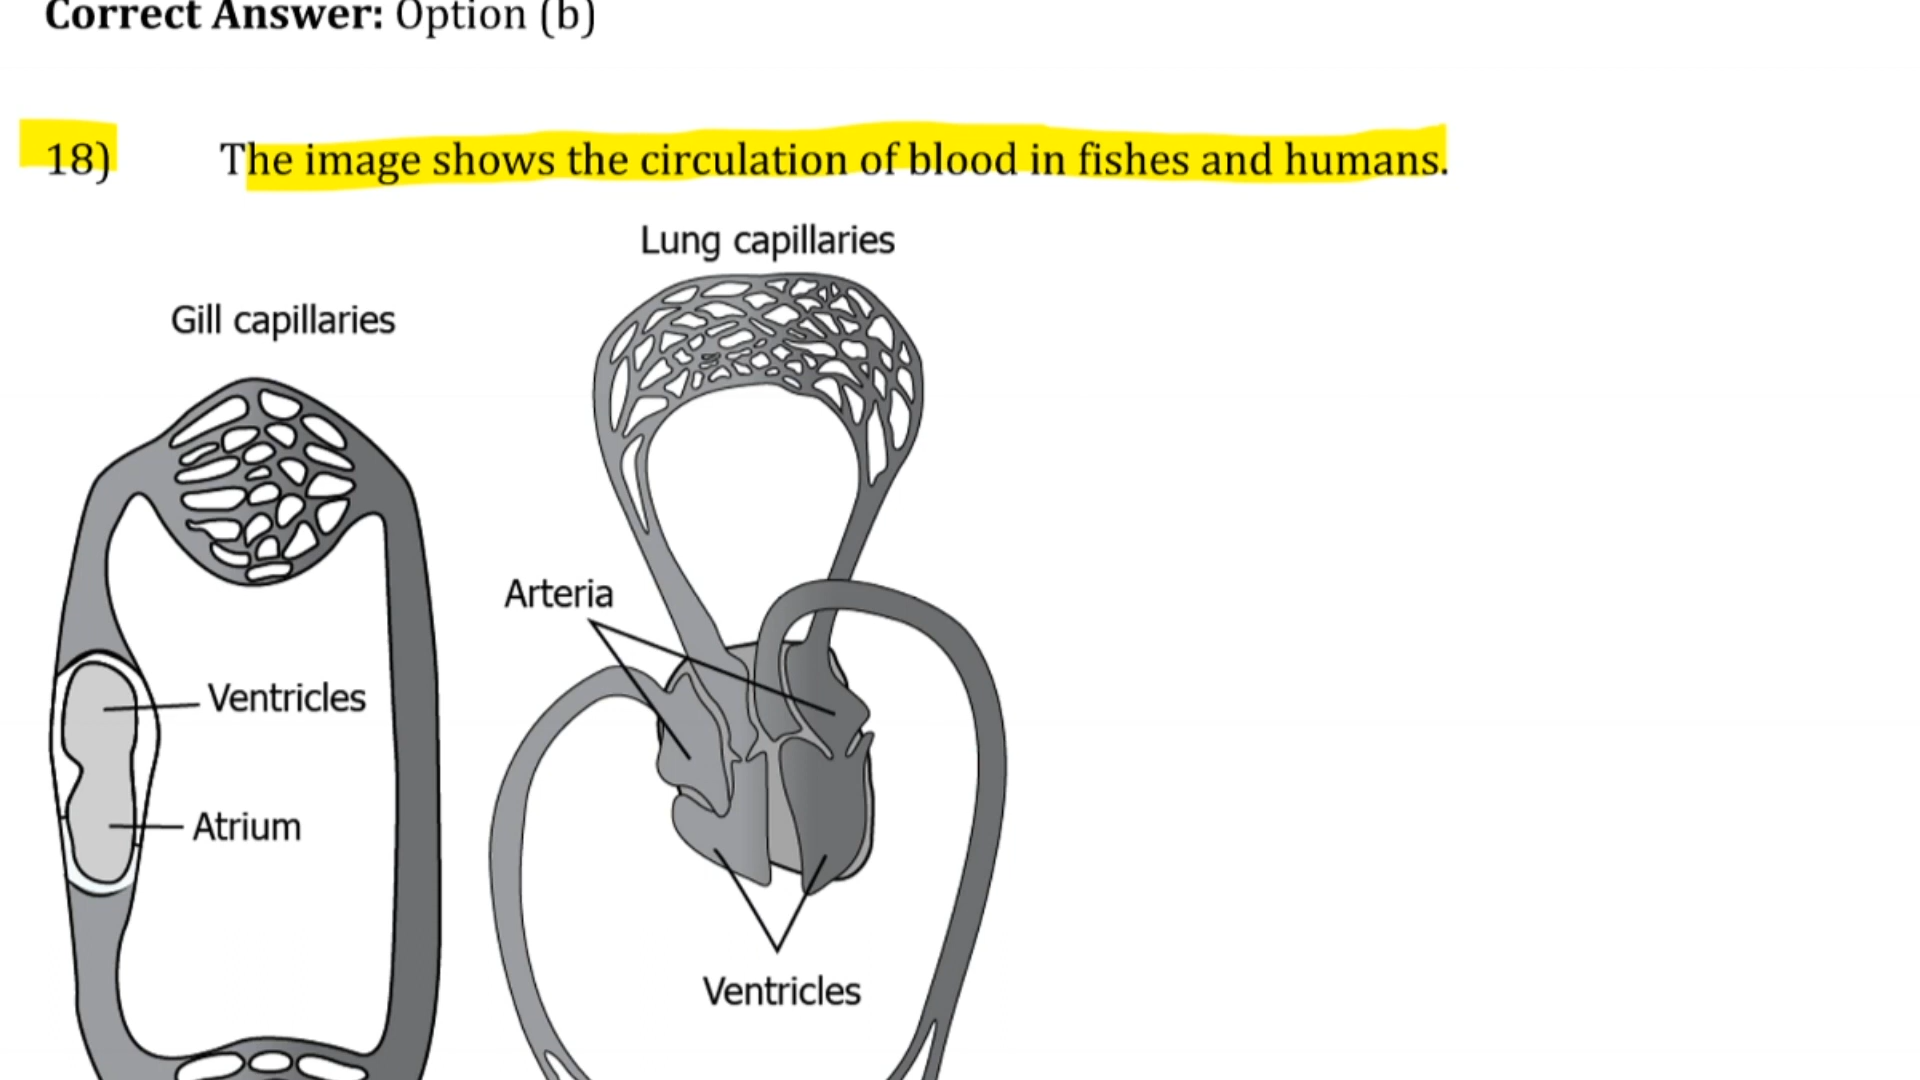 Correct Answer: Option (b)
18) The image shows the circulation of blood in fishes and humans.
Lung capillaries
Gill capillaries
Arteria
Ventricles
Atrium
Ventricles